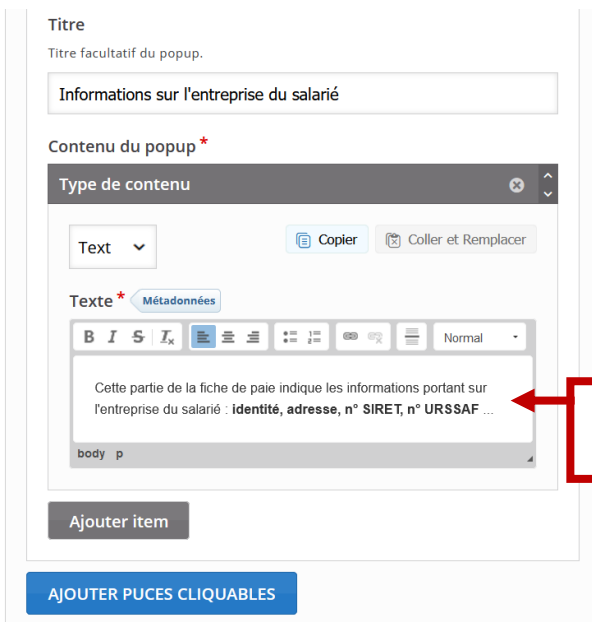 Titre
Titre facultatif du popup.
Informations sur l'entreprise du salarié
Contenu du popup *
Type de contenu
Text
Copier
Coller et Remplacer
Texte * Métadonnées
B I S Ix Normal
Cette partie de la fiche de paie indique les informations portant sur
l'entreprise du salarié : identité, adresse, n° SIRET, n° URSSAF ...
body p
Ajouter item
AJOUTER PUCES CLIQUABLES